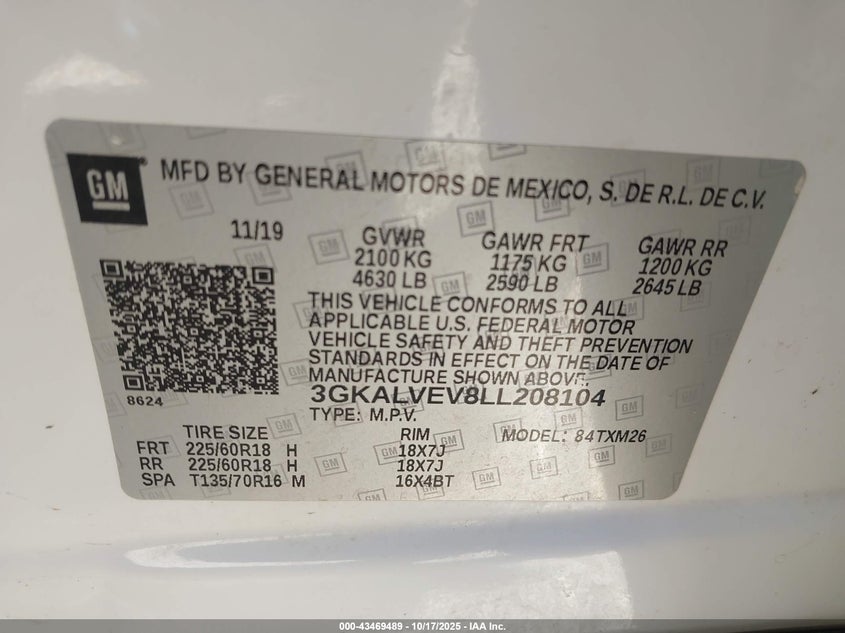 GM
MFD BY GENERAL MOTORS DE MEXICO, S. DE R.L. DE C.V.
11/19
GVWR GAWR FRT GAWR RR
2100 KG 1175 KG 1200 KG
4630 LB 2590 LB 2645 LB
THIS VEHICLE CONFORMS TO ALL
APPLICABLE U.S. FEDERAL MOTOR
VEHICLE SAFETY AND THEFT PREVENTION
STANDARDS IN EFFECT ON THE DATE OF
MANUFACTURE SHOWN ABOVE.
8624
3GKALVEV8LL208104
TYPE: M.P.V.
TIRE SIZE RIM MODEL: 84TXM26
FRT 225/60R18 H 18X7J
RR 225/60R18 H 18X7J
SPA T135/70R16 M 16X4BT
000-43469489 - 10/17/2025 - IAA Inc.